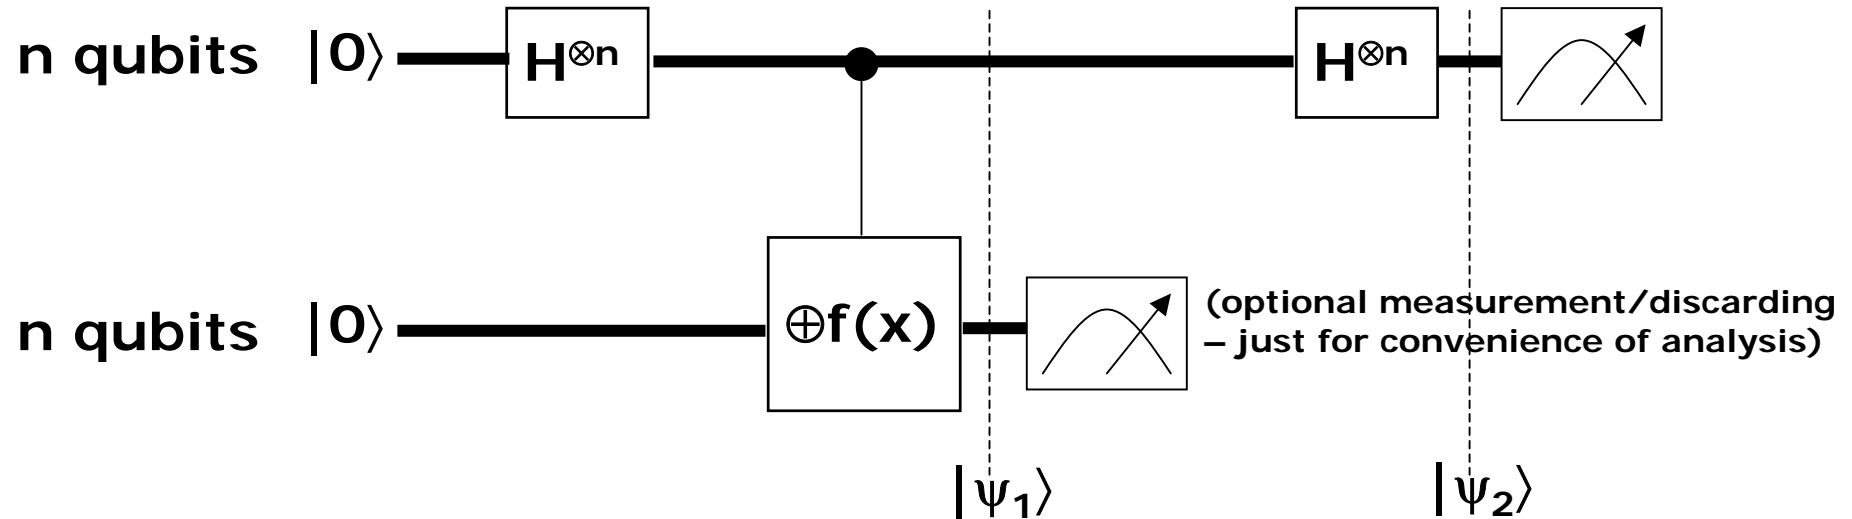 n qubits |0⟩ H⊗n H⊗n
n qubits |0⟩ ⊕f(x)
(optional measurement/discarding
– just for convenience of analysis)
|ψ1⟩ |ψ2⟩